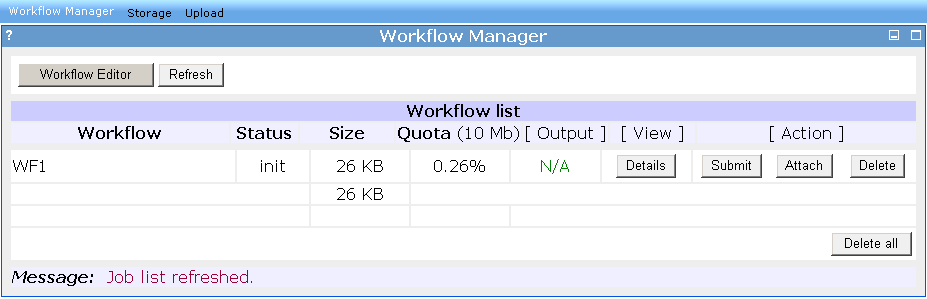 Workflow Manager Storage Upload
? Workflow Manager
Workflow Editor Refresh
Workflow list
Workflow Status Size Quota (10 Mb) [ Output ] [ View ] [ Action ]
WF1 init 26 KB 0.26% N/A Details Submit Attach Delete
26 KB
Delete all
Message: Job list refreshed.